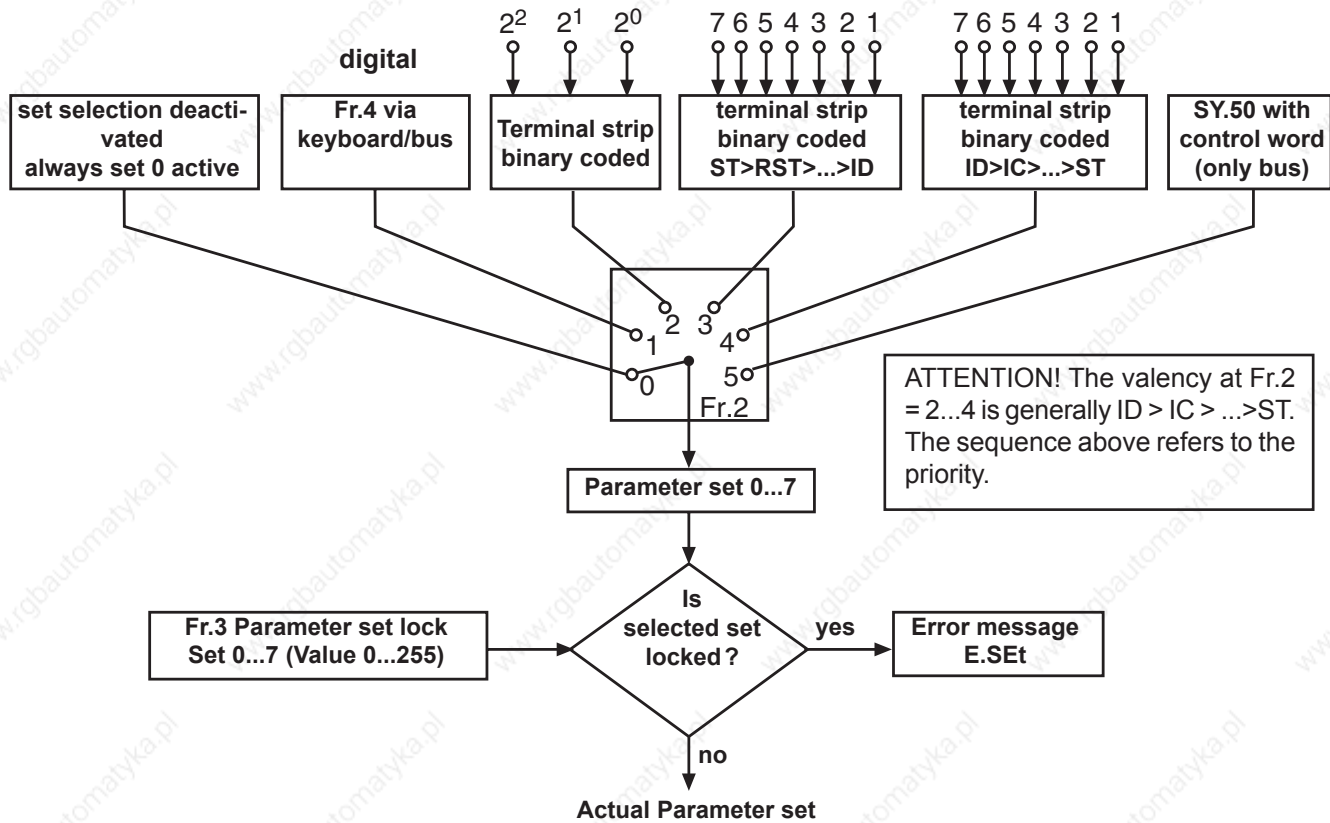 digital
2² 2¹ 2⁰
7 6 5 4 3 2 1
7 6 5 4 3 2 1
set selection deacti-
vated
always set 0 active
Fr.4 via
keyboard/bus
Terminal strip
binary coded
terminal strip
binary coded
ST>RST>...>ID
terminal strip
binary coded
ID>IC>...>ST
SY.50 with
control word
(only bus)
0
1
2
3
4
5
Fr.2
ATTENTION! The valency at Fr.2
= 2...4 is generally ID > IC > ...>ST.
The sequence above refers to the
priority.
Parameter set 0...7
Fr.3 Parameter set lock
Set 0...7 (Value 0...255)
Is
selected set
locked ?
yes
Error message
E.SEt
no
Actual Parameter set
www.rgbautomatyka.pl